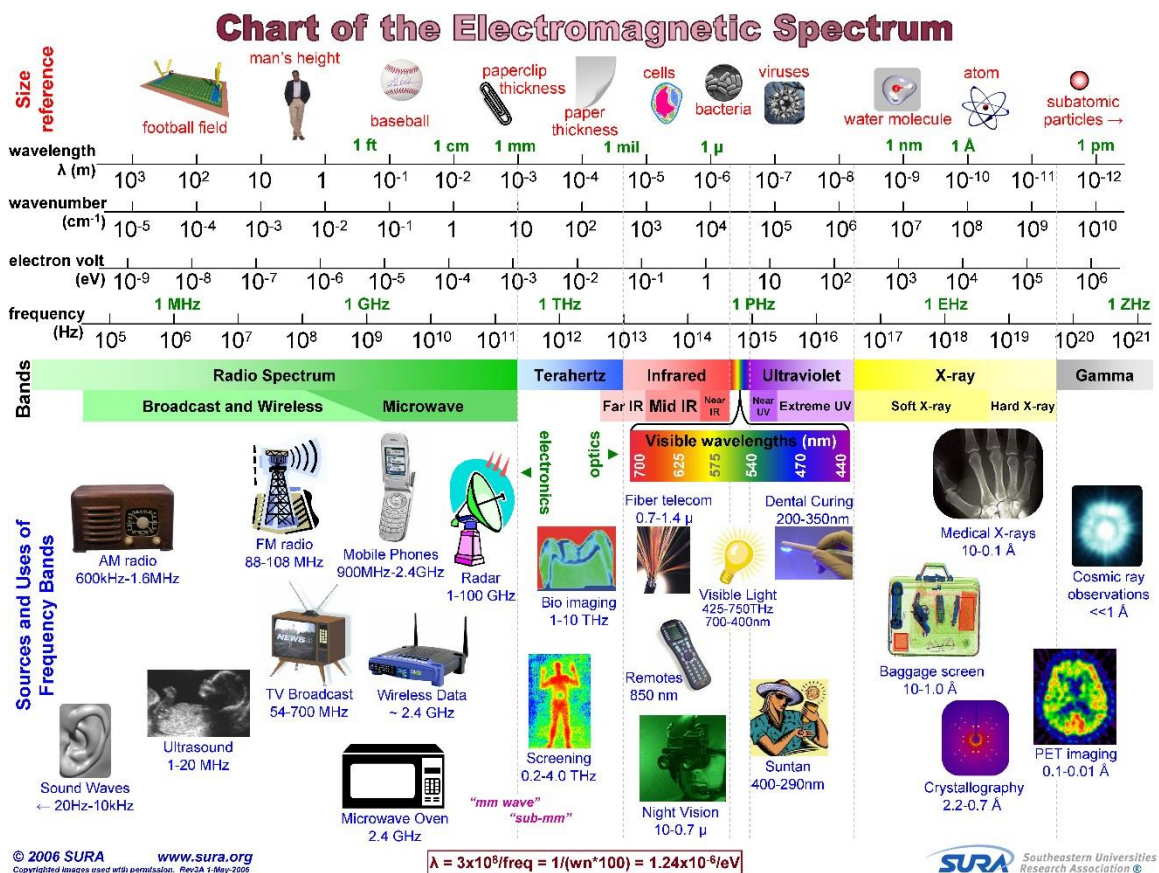 Chart of the Electromagnetic Spectrum
Size reference
football field
man's height
baseball
paperclip thickness
paper thickness
cells
bacteria
viruses
water molecule
atom
subatomic particles →
wavelength λ (m)
1 ft 1 cm 1 mm 1 mil 1 µ 1 nm 1 Å 1 pm
10³ 10² 10 1 10⁻¹ 10⁻² 10⁻³ 10⁻⁴ 10⁻⁵ 10⁻⁶ 10⁻⁷ 10⁻⁸ 10⁻⁹ 10⁻¹⁰ 10⁻¹¹ 10⁻¹²
wavenumber (cm⁻¹)
10⁻⁵ 10⁻⁴ 10⁻³ 10⁻² 10⁻¹ 1 10 10² 10³ 10⁴ 10⁵ 10⁶ 10⁷ 10⁸ 10⁹ 10¹⁰
electron volt (eV)
10⁻⁹ 10⁻⁸ 10⁻⁷ 10⁻⁶ 10⁻⁵ 10⁻⁴ 10⁻³ 10⁻² 10⁻¹ 1 10 10² 10³ 10⁴ 10⁵ 10⁶
frequency (Hz)
1 MHz 1 GHz 1 THz 1 PHz 1 EHz 1 ZHz
10⁵ 10⁶ 10⁷ 10⁸ 10⁹ 10¹⁰ 10¹¹ 10¹² 10¹³ 10¹⁴ 10¹⁵ 10¹⁶ 10¹⁷ 10¹⁸ 10¹⁹ 10²⁰ 10²¹
Bands
Radio Spectrum Terahertz Infrared Ultraviolet X-ray Gamma
Broadcast and Wireless Microwave Far IR Mid IR Near IR Near UV Extreme UV Soft X-ray Hard X-ray
electronics
optics
Visible wavelengths (nm)
700 625 575 540 470 440
Sources and Uses of Frequency Bands
AM radio
600kHz-1.6MHz
FM radio
88-108 MHz
Mobile Phones
900MHz-2.4GHz
Radar
1-100 GHz
Bio imaging
1-10 THz
Fiber telecom
0.7-1.4 µ
Visible Light
425-750THz
700-400nm
Dental Curing
200-350nm
Medical X-rays
10-0.1 Å
Cosmic ray observations
<<1 Å
Sound Waves
← 20Hz-10kHz
Ultrasound
1-20 MHz
NEWS
TV Broadcast
54-700 MHz
Wireless Data
~ 2.4 GHz
Microwave Oven
2.4 GHz
"mm wave"
"sub-mm"
Screening
0.2-4.0 THz
Remotes
850 nm
Night Vision
10-0.7 µ
Suntan
400-290nm
Baggage screen
10-1.0 Å
Crystallography
2.2-0.7 Å
PET imaging
0.1-0.01 Å
© 2006 SURA www.sura.org
Copyrighted images used with permission. Rev3A 1-May-2006
λ = 3x10⁸/freq = 1/(wn*100) = 1.24x10⁻⁶/eV
SURA Southeastern Universities
Research Association ®